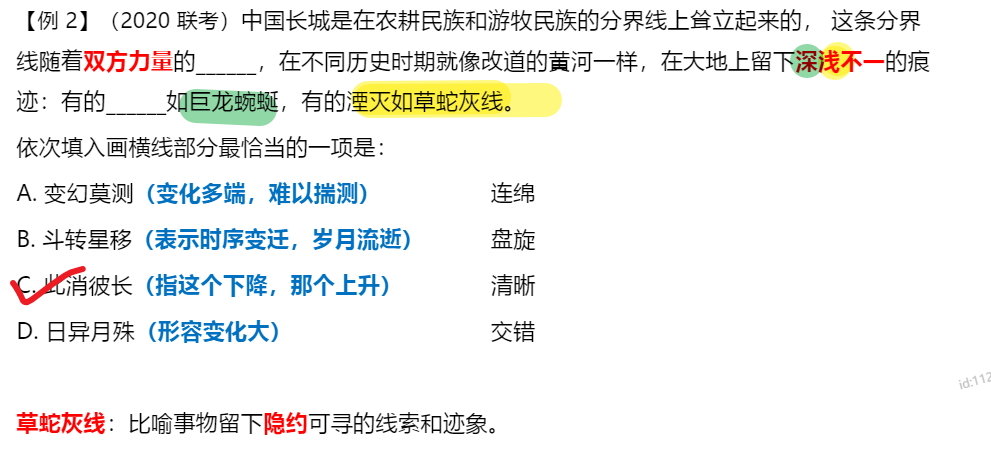 【例 2】（2020 联考）中国长城是在农耕民族和游牧民族的分界线上耸立起来的， 这条分界
线随着双方力量的______，在不同历史时期就像改道的黄河一样，在大地上留下深浅不一的痕
迹：有的______如巨龙蜿蜒，有的湮灭如草蛇灰线。
依次填入画横线部分最恰当的一项是：
A. 变幻莫测（变化多端，难以揣测） 连绵
B. 斗转星移（表示时序变迁，岁月流逝） 盘旋
C. 此消彼长（指这个下降，那个上升） 清晰
D. 日异月殊（形容变化大） 交错
id:112
草蛇灰线：比喻事物留下隐约可寻的线索和迹象。